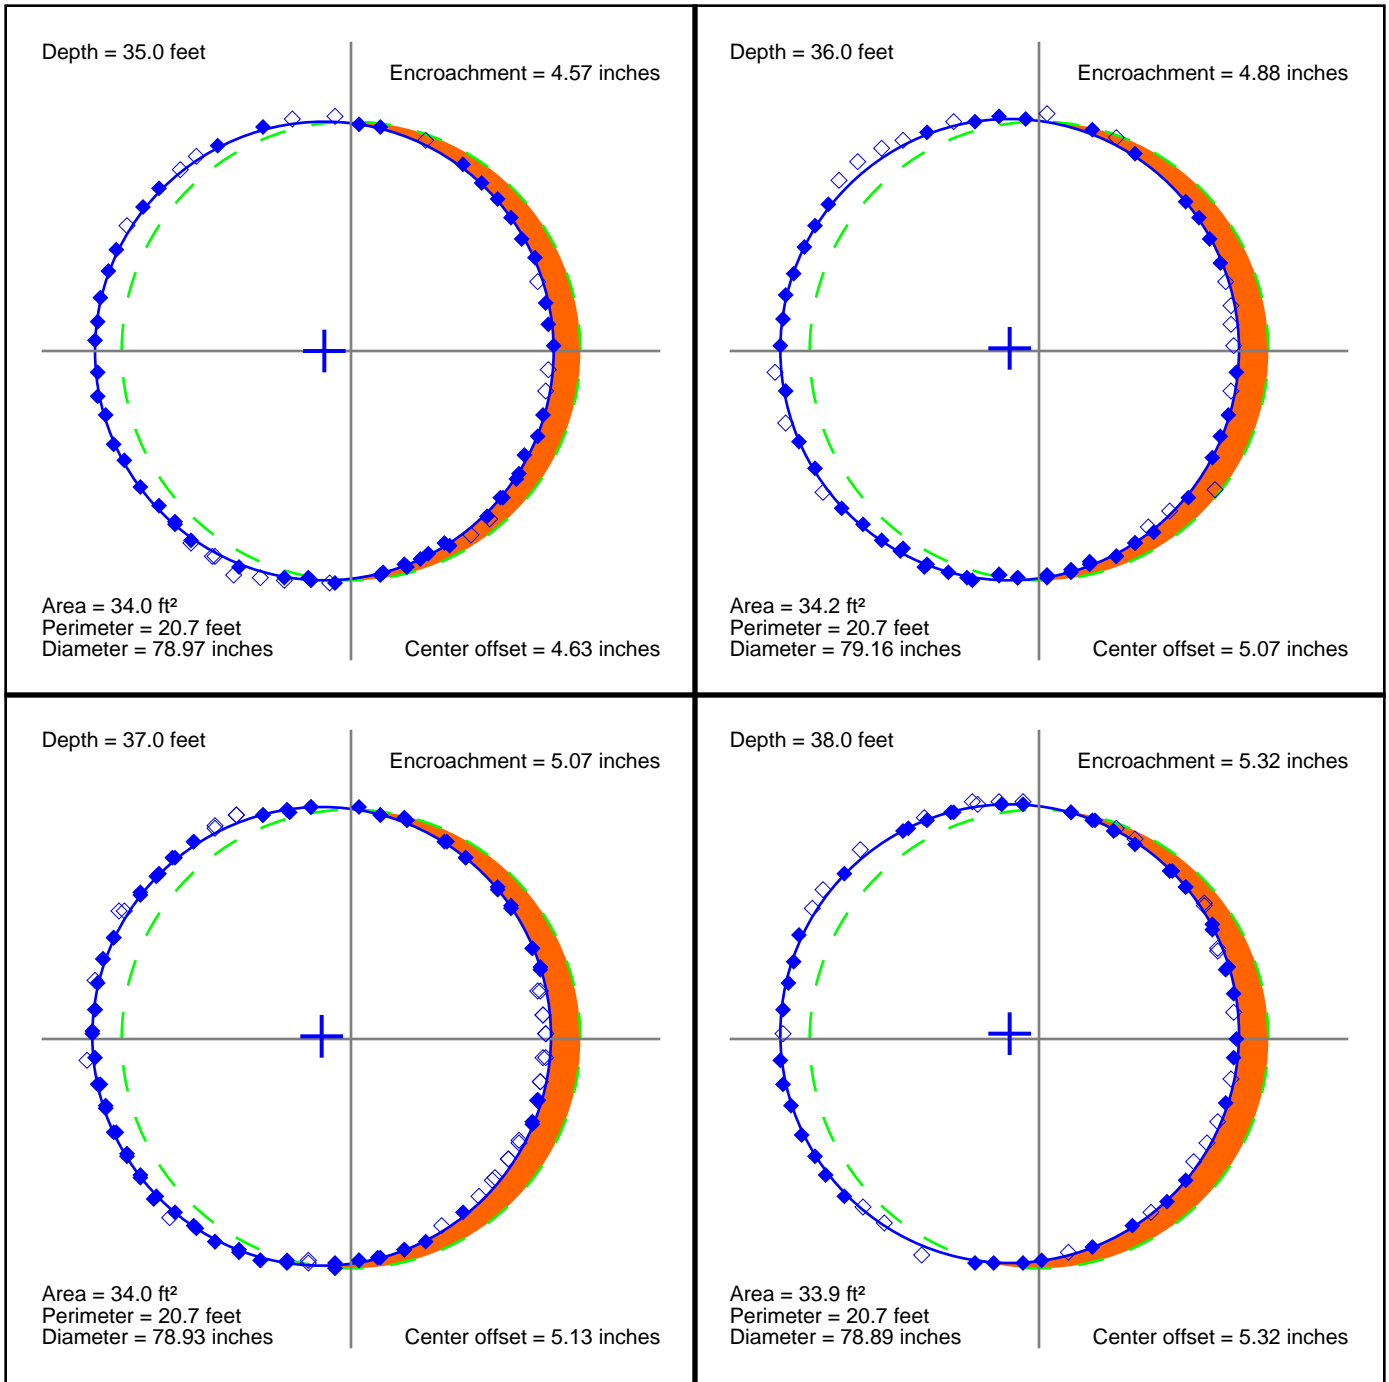 Depth = 35.0 feet
Encroachment = 4.57 inches
Area = 34.0 ft²
Perimeter = 20.7 feet
Diameter = 78.97 inches
Center offset = 4.63 inches
Depth = 36.0 feet
Encroachment = 4.88 inches
Area = 34.2 ft²
Perimeter = 20.7 feet
Diameter = 79.16 inches
Center offset = 5.07 inches
Depth = 37.0 feet
Encroachment = 5.07 inches
Area = 34.0 ft²
Perimeter = 20.7 feet
Diameter = 78.93 inches
Center offset = 5.13 inches
Depth = 38.0 feet
Encroachment = 5.32 inches
Area = 33.9 ft²
Perimeter = 20.7 feet
Diameter = 78.89 inches
Center offset = 5.32 inches